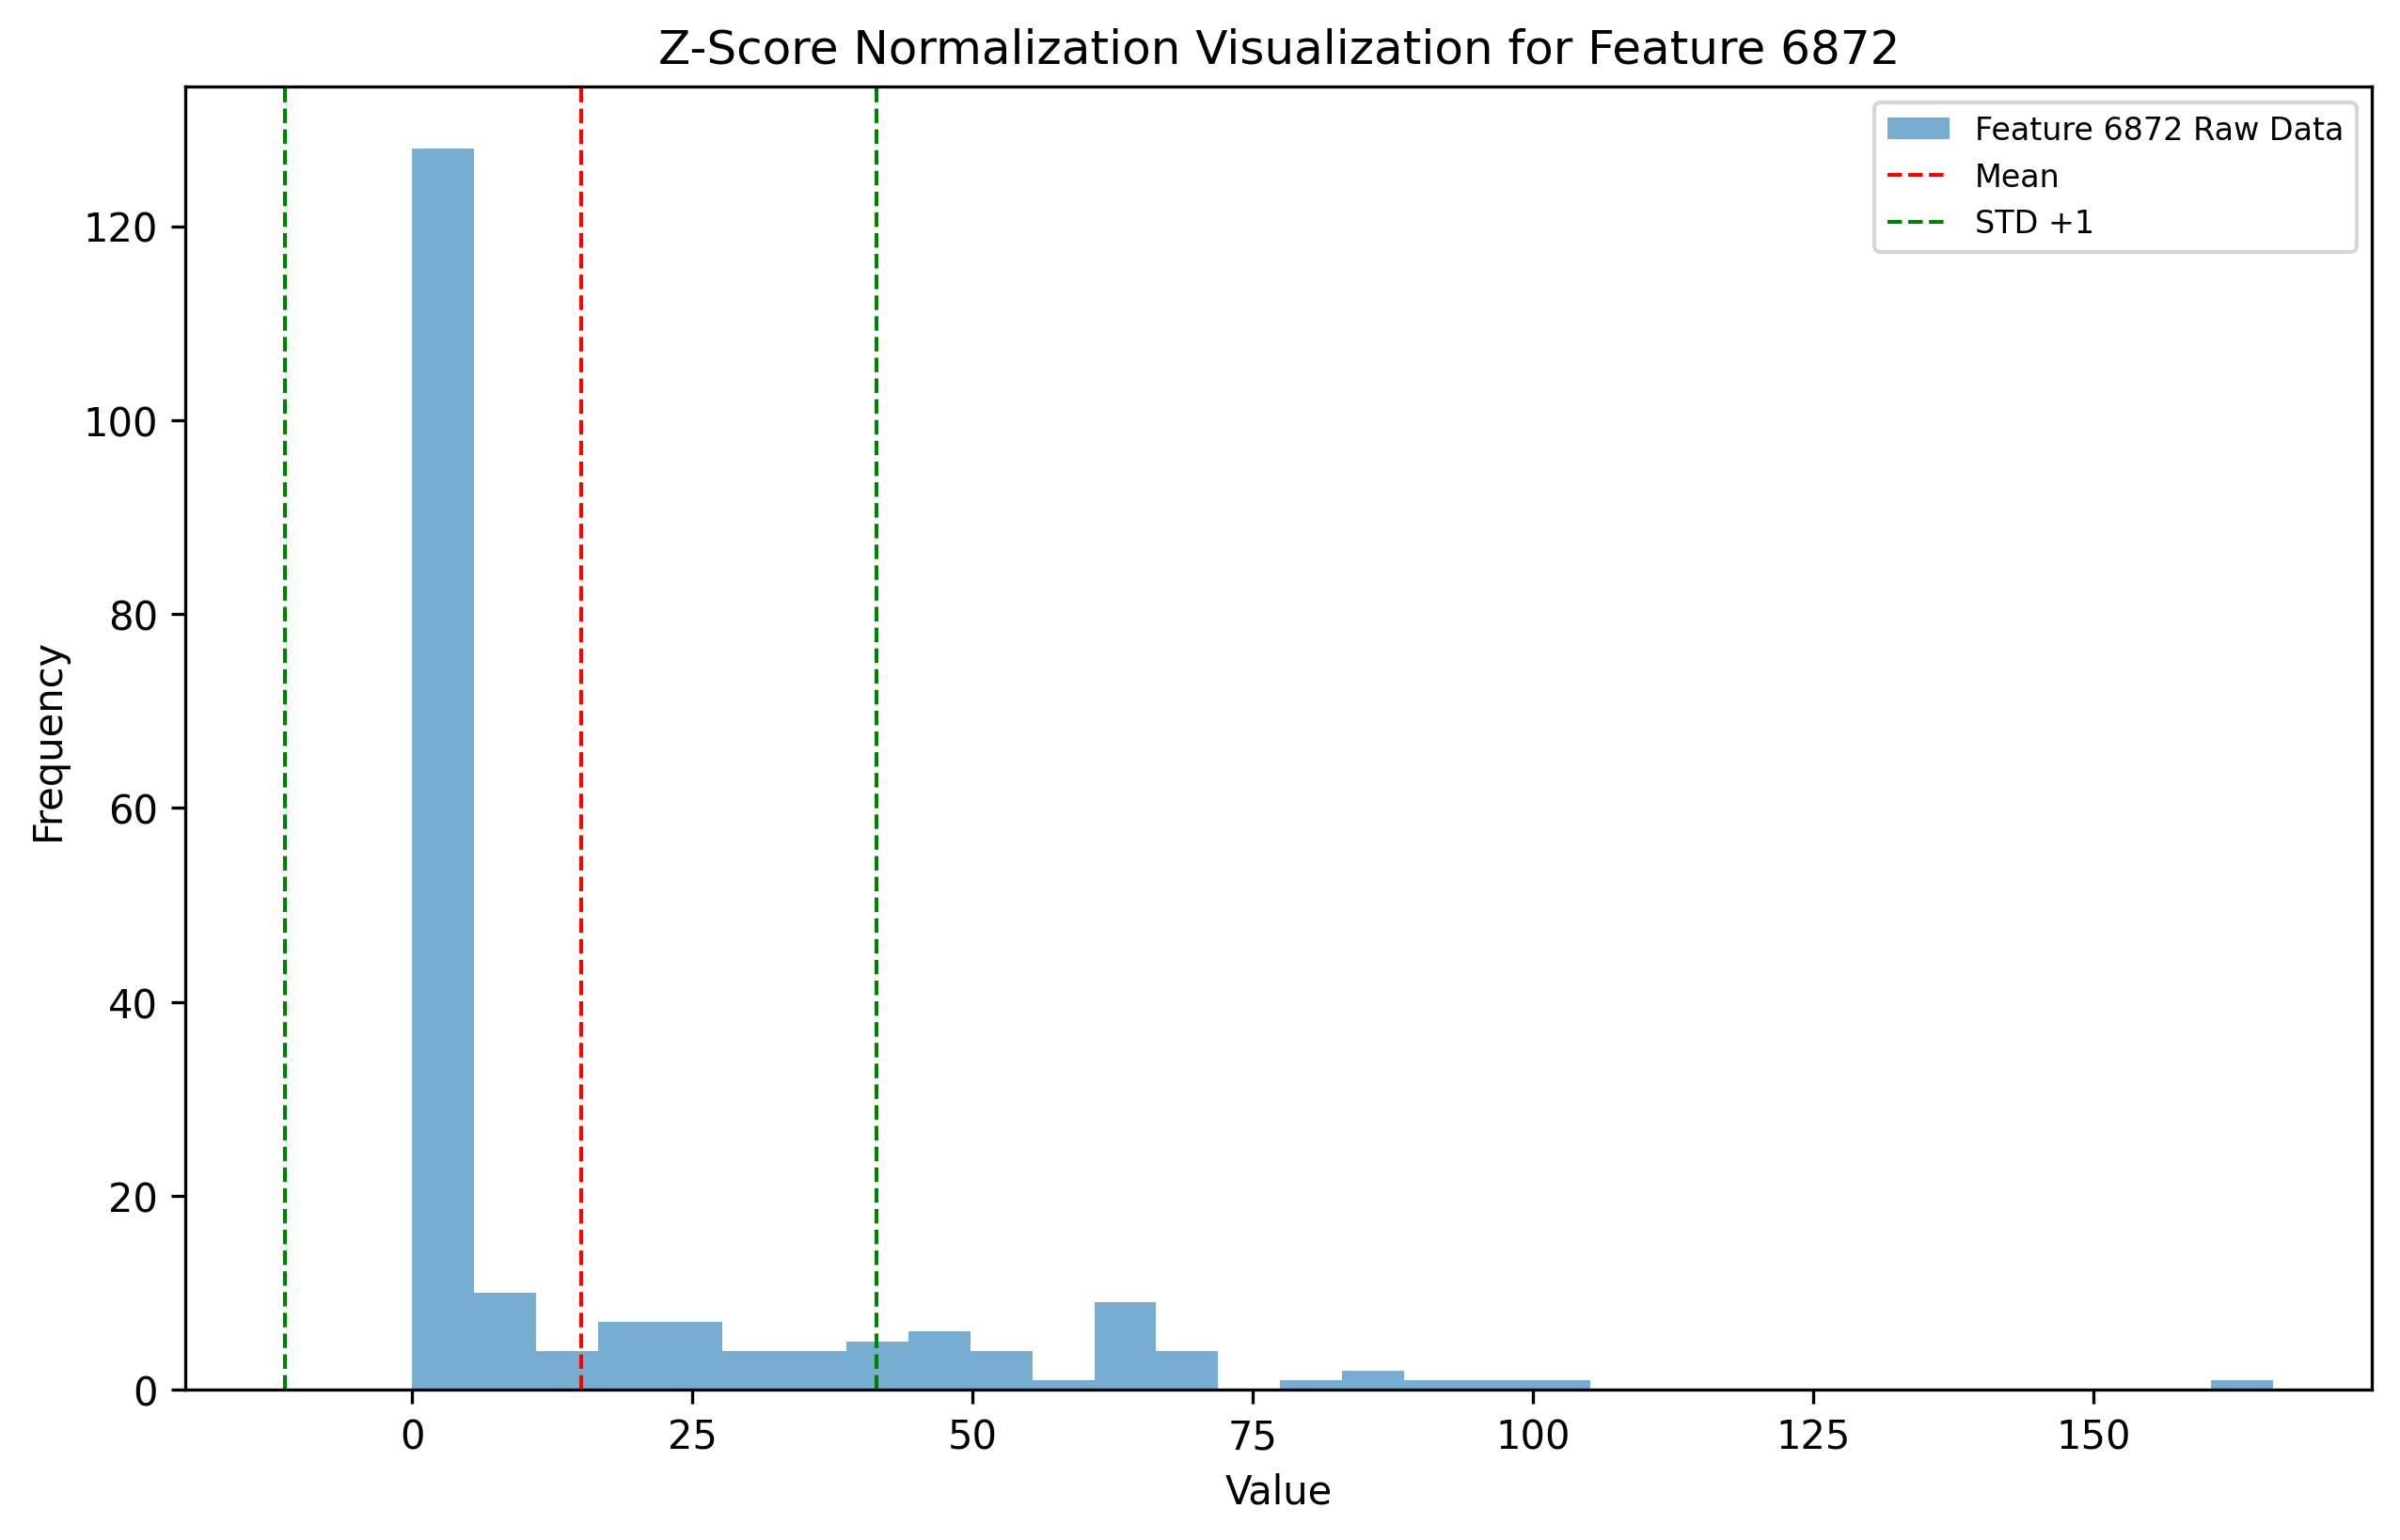 Z-Score Normalization Visualization for Feature 6872
Feature 6872 Raw Data
Mean
STD +1
Frequency
120
100
80
60
40
20
0
0 25 50 75 100 125 150
Value